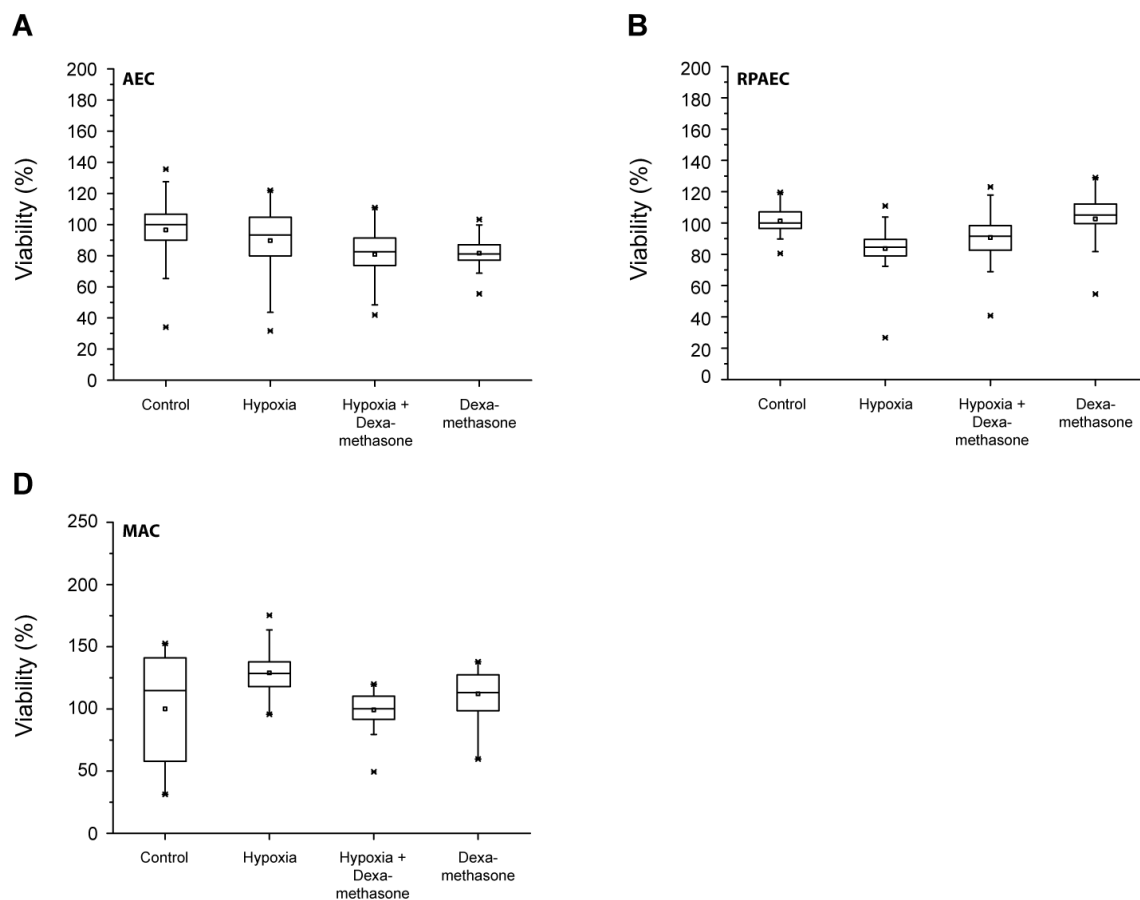 A
AEC
Viability (%)
200
180
160
140
120
100
80
60
40
20
0
Control
Hypoxia
Hypoxia +
Dexa-
methasone
Dexa-
methasone
B
RPAEC
Viability (%)
200
180
160
140
120
100
80
60
40
20
0
Control
Hypoxia
Hypoxia +
Dexa-
methasone
Dexa-
methasone
D
MAC
Viability (%)
250
200
150
100
50
0
Control
Hypoxia
Hypoxia +
Dexa-
methasone
Dexa-
methasone